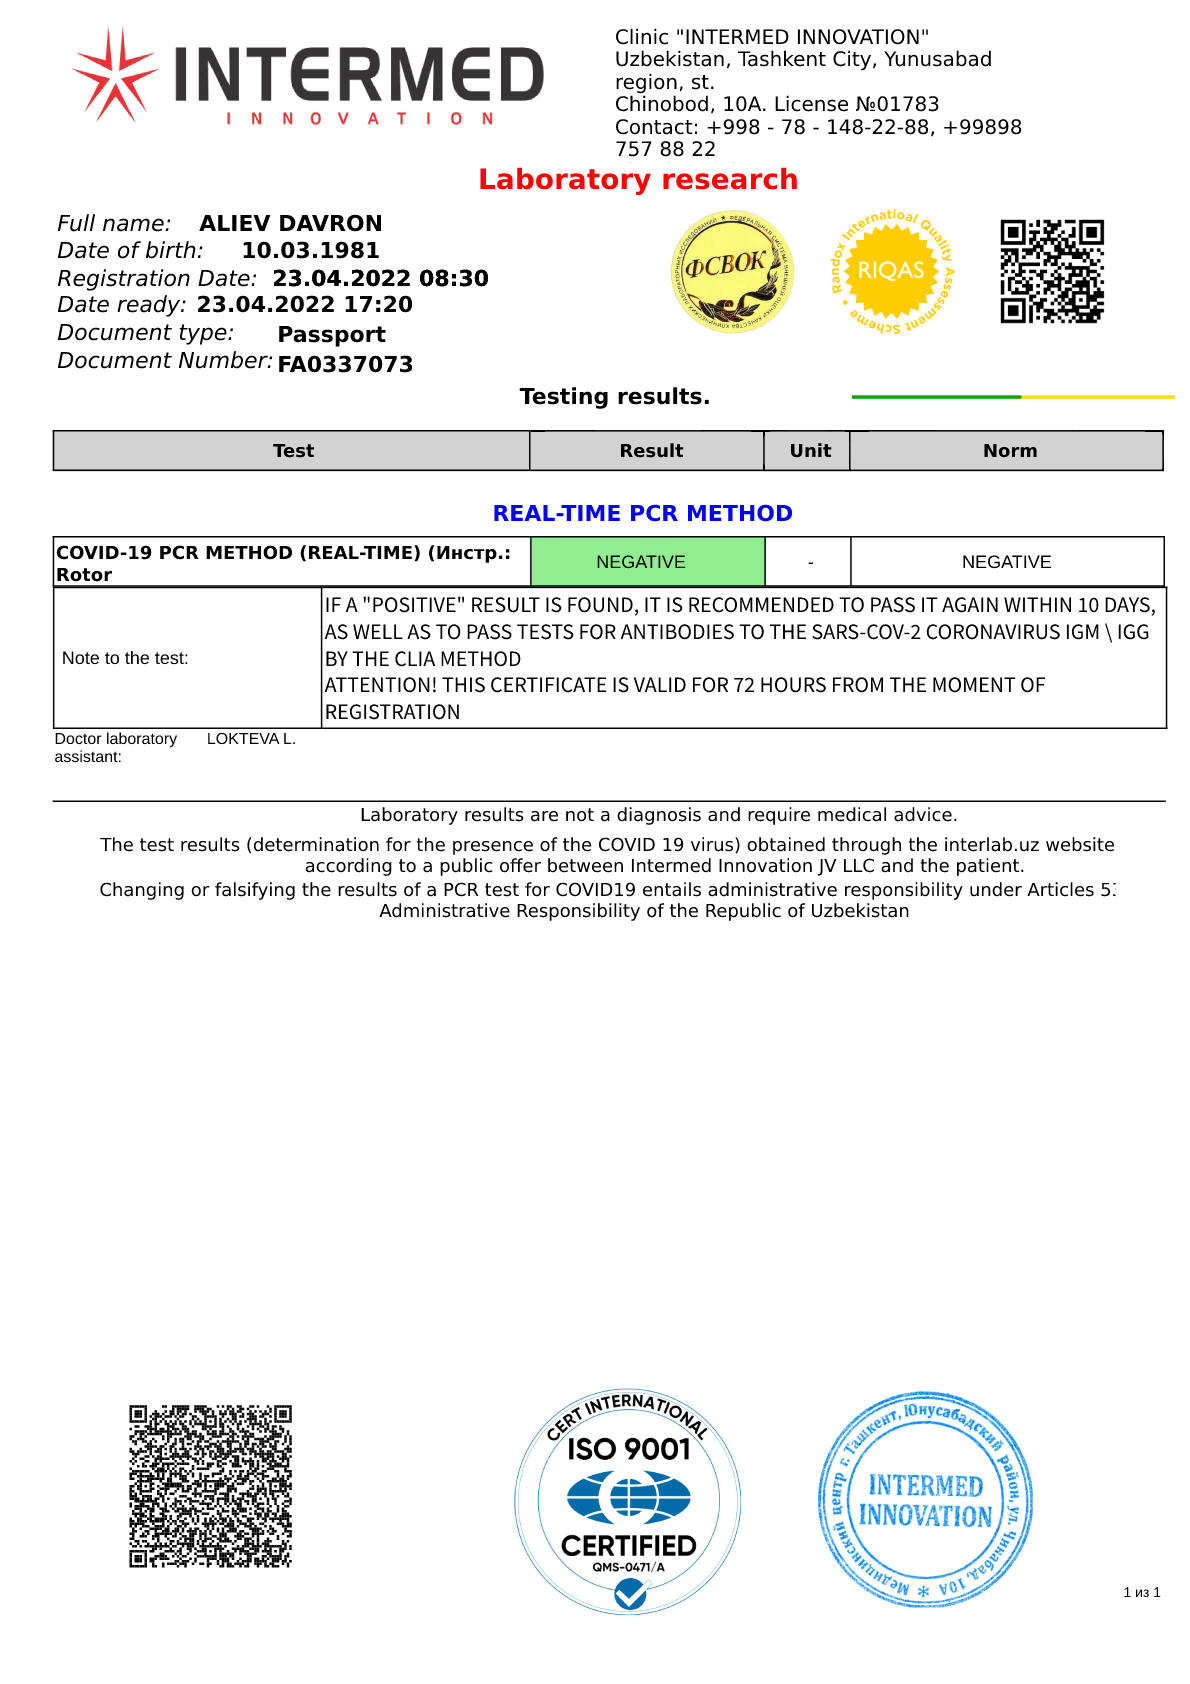 INTERMED
INNOVATION
Clinic "INTERMED INNOVATION"
Uzbekistan, Tashkent City, Yunusabad
region, st.
Chinobod, 10A. License №01783
Contact: +998 - 78 - 148-22-88, +99898
757 88 22
Laboratory research
Full name: ALIEV DAVRON
Date of birth: 10.03.1981
Registration Date: 23.04.2022 08:30
Date ready: 23.04.2022 17:20
Document type: Passport
Document Number: FA0337073
ФСВОК
Randox International Quality Assessment Scheme •
RIQAS
Testing results.
Test Result Unit Norm
REAL-TIME PCR METHOD
COVID-19 PCR METHOD (REAL-TIME) (Инстр.:
Rotor
NEGATIVE - NEGATIVE
Note to the test:
IF A "POSITIVE" RESULT IS FOUND, IT IS RECOMMENDED TO PASS IT AGAIN WITHIN 10 DAYS,
AS WELL AS TO PASS TESTS FOR ANTIBODIES TO THE SARS-COV-2 CORONAVIRUS IGM \ IGG
BY THE CLIA METHOD
ATTENTION! THIS CERTIFICATE IS VALID FOR 72 HOURS FROM THE MOMENT OF
REGISTRATION
Doctor laboratory LOKTEVA L.
assistant:
Laboratory results are not a diagnosis and require medical advice.
The test results (determination for the presence of the COVID 19 virus) obtained through the interlab.uz website
according to a public offer between Intermed Innovation JV LLC and the patient.
Changing or falsifying the results of a PCR test for COVID19 entails administrative responsibility under Articles
Administrative Responsibility of the Republic of Uzbekistan
CERT INTERNATIONAL
ISO 9001
CERTIFIED
QMS-0471/A
Медицинский центр г. Ташкент, Юнусабадский район, ул. Чинабад, 10А
INTERMED
INNOVATION
1 из 1